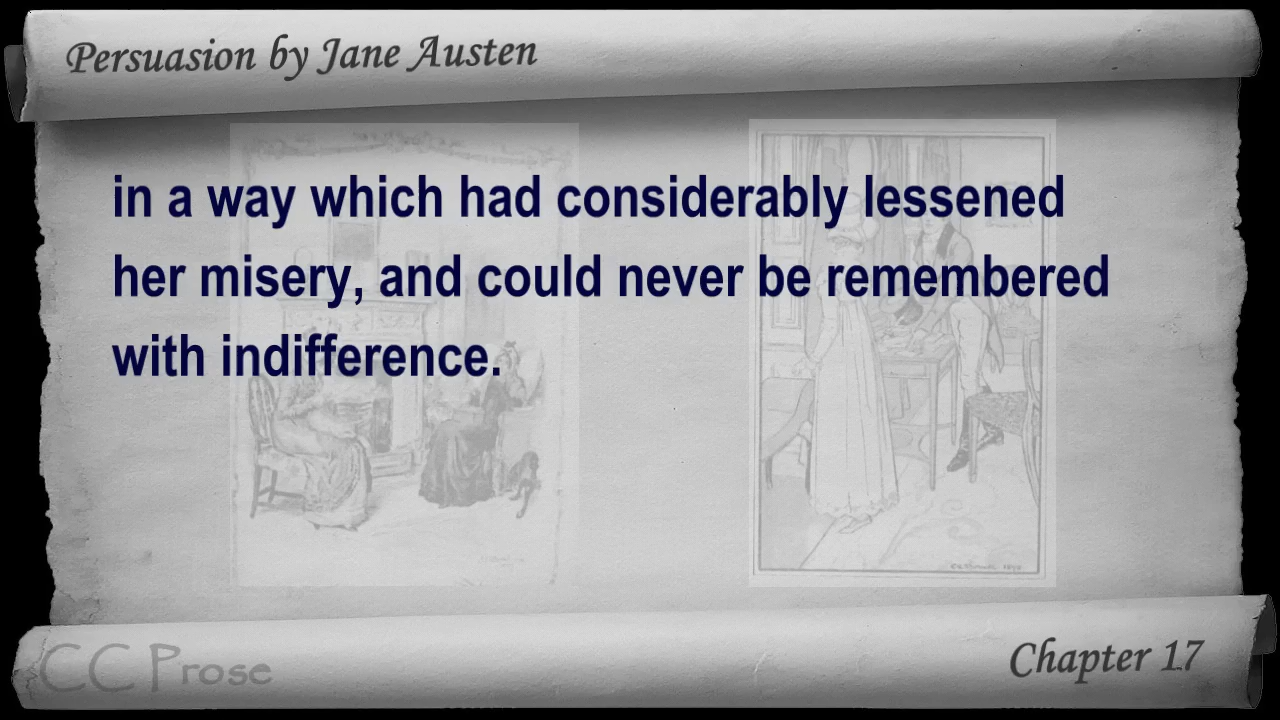 Persuasion by Jane Austen
in a way which had considerably lessened
her misery, and could never be remembered
with indifference.
CC Prose
Chapter 17